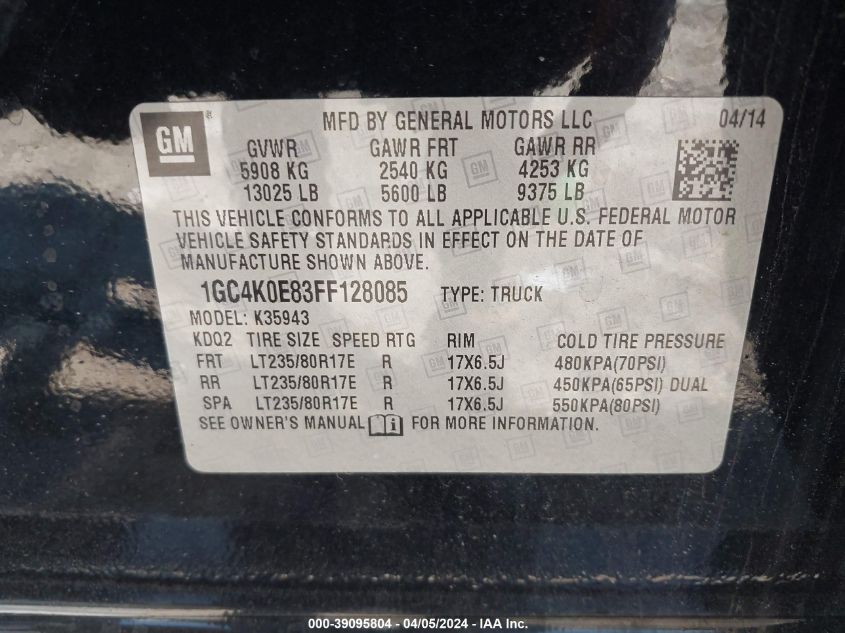 GM ® MFD BY GENERAL MOTORS LLC 04/14
GVWR GAWR FRT GAWR RR
5908 KG 2540 KG 4253 KG
13025 LB 5600 LB 9375 LB
THIS VEHICLE CONFORMS TO ALL APPLICABLE U.S. FEDERAL MOTOR
VEHICLE SAFETY STANDARDS IN EFFECT ON THE DATE OF
MANUFACTURE SHOWN ABOVE.
1GC4K0E83FF128085 TYPE: TRUCK
MODEL: K35943
KDQ2 TIRE SIZE SPEED RTG RIM COLD TIRE PRESSURE
FRT LT235/80R17E R 17X6.5J 480KPA(70PSI)
RR LT235/80R17E R 17X6.5J 450KPA(65PSI) DUAL
SPA LT235/80R17E R 17X6.5J 550KPA(80PSI)
SEE OWNER'S MANUAL i FOR MORE INFORMATION.
000-39095804 - 04/05/2024 - IAA Inc.